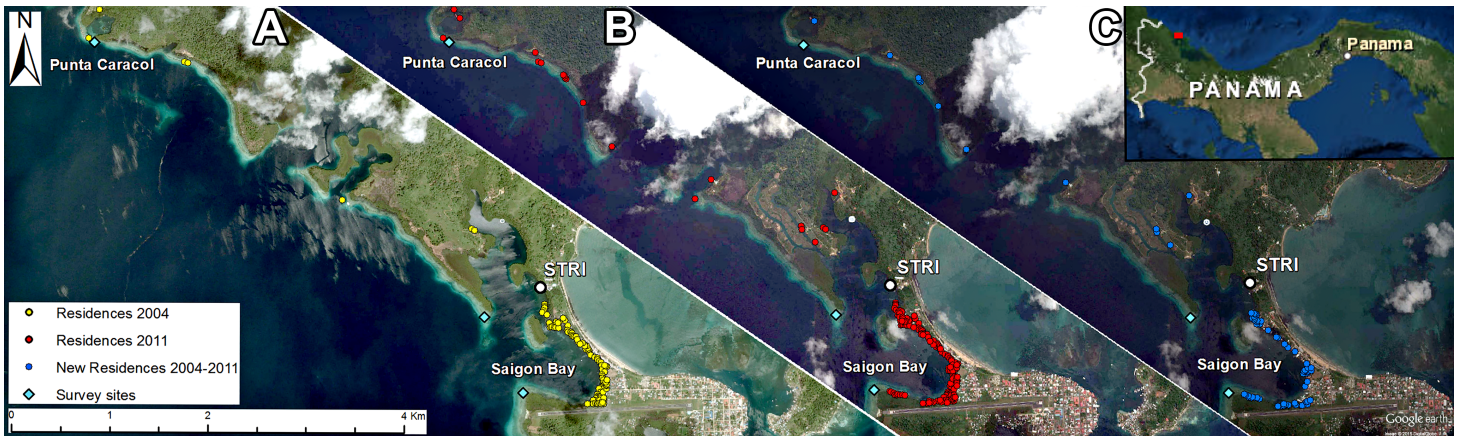 N
A
B
C
Punta Caracol
Punta Caracol
Punta Caracol
Panama
PANAMA
STRI
STRI
STRI
Saigon Bay
Saigon Bay
Saigon Bay
Residences 2004
Residences 2011
New Residences 2004-2011
Survey sites
0 1 2 4 Km
Google earth